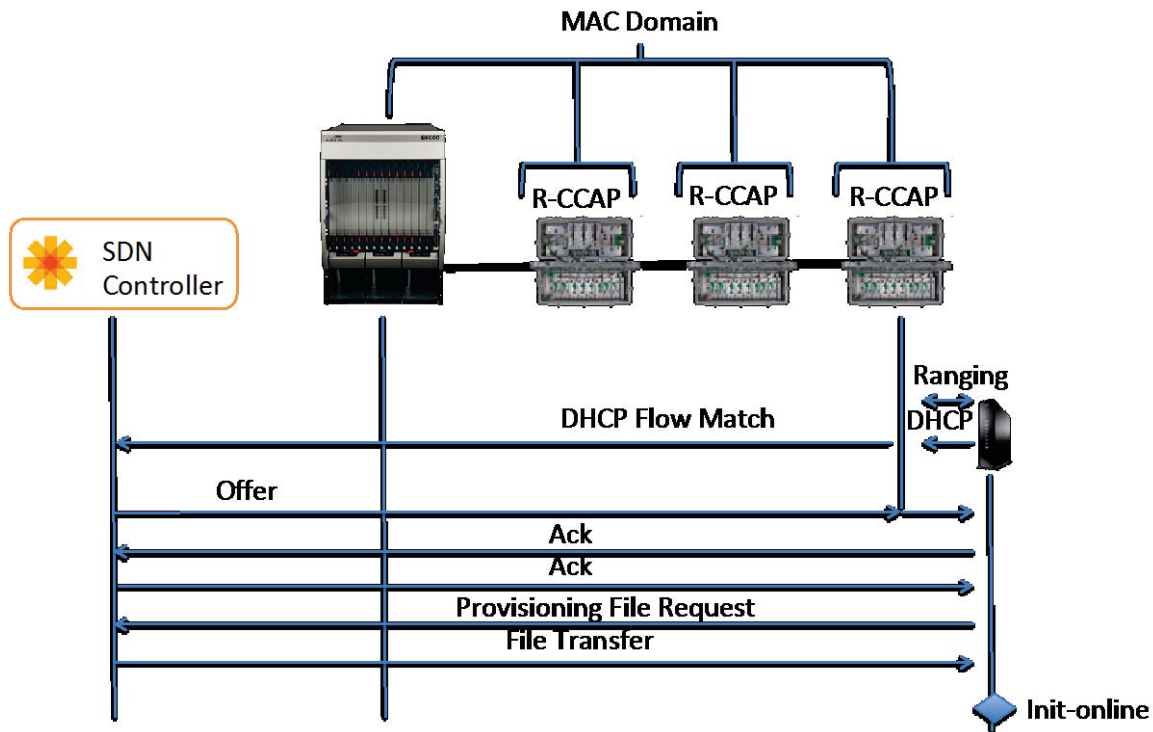 MAC Domain
R-CCAP
R-CCAP
R-CCAP
SDN
Controller
Ranging
DHCP Flow Match
DHCP
Offer
Ack
Ack
Provisioning File Request
File Transfer
Init-online